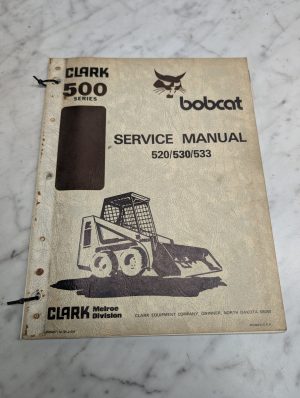 CLARK
500
SERIES
bobcat
SERVICE MANUAL
520/530/533
CLARK Melroe
Division
CLARK EQUIPMENT COMPANY, GWINNER, NORTH DAKOTA 58040